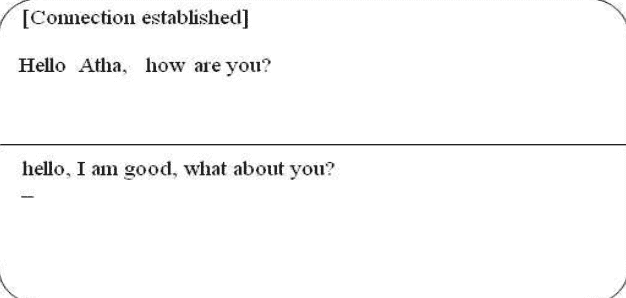 [Connection established]
Hello Atha, how are you?
hello, I am good, what about you?
_